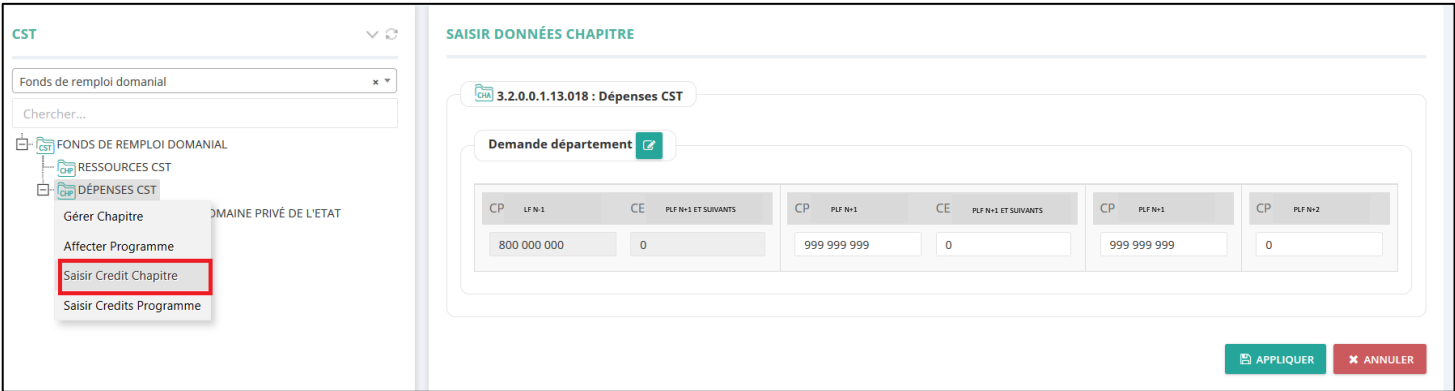 CST
Fonds de remploi domanial
×
Chercher...
CST FONDS DE REMPLOI DOMANIAL
CHP RESSOURCES CST
CHP DÉPENSES CST
OMAINE PRIVÉ DE L'ETAT
Gérer Chapitre
Affecter Programme
Saisir Credit Chapitre
Saisir Credits Programme
SAISIR DONNÉES CHAPITRE
CHA 3.2.0.0.1.13.018 : Dépenses CST
Demande département
CP LF N-1 CE PLF N+1 ET SUIVANTS CP PLF N+1 CE PLF N+1 ET SUIVANTS CP PLF N+1 CP PLF N+2
800 000 000 0 999 999 999 0 999 999 999 0
APPLIQUER × ANNULER